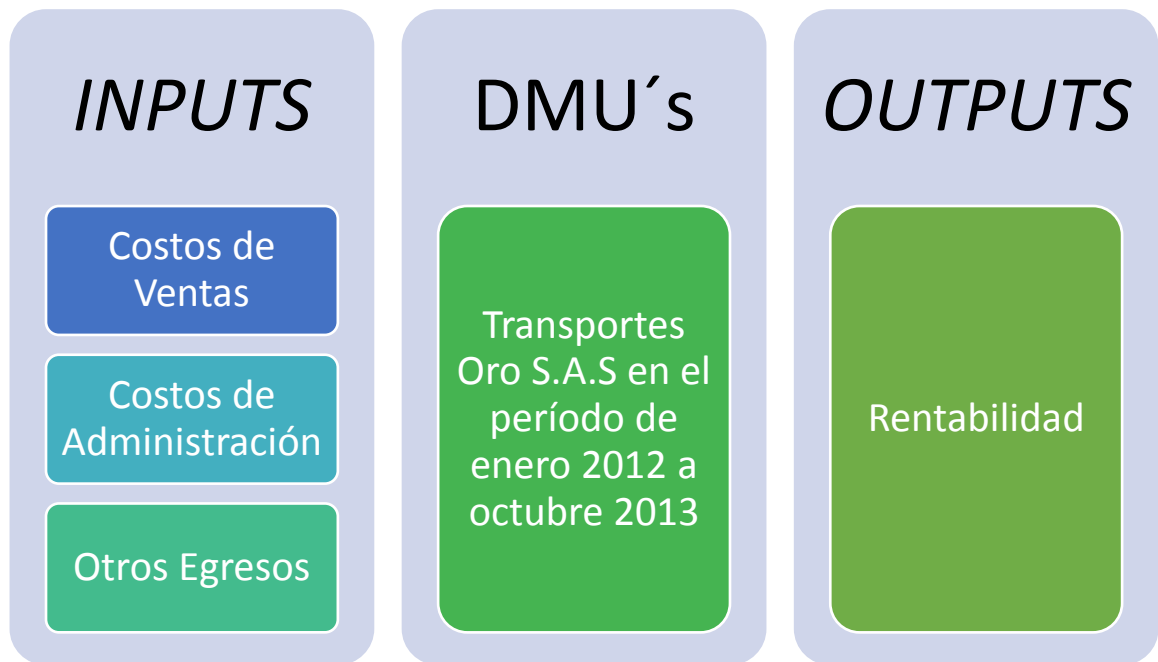 INPUTS
Costos de
Ventas
Costos de
Administración
Otros Egresos
DMU´s
Transportes
Oro S.A.S en el
período de
enero 2012 a
octubre 2013
OUTPUTS
Rentabilidad